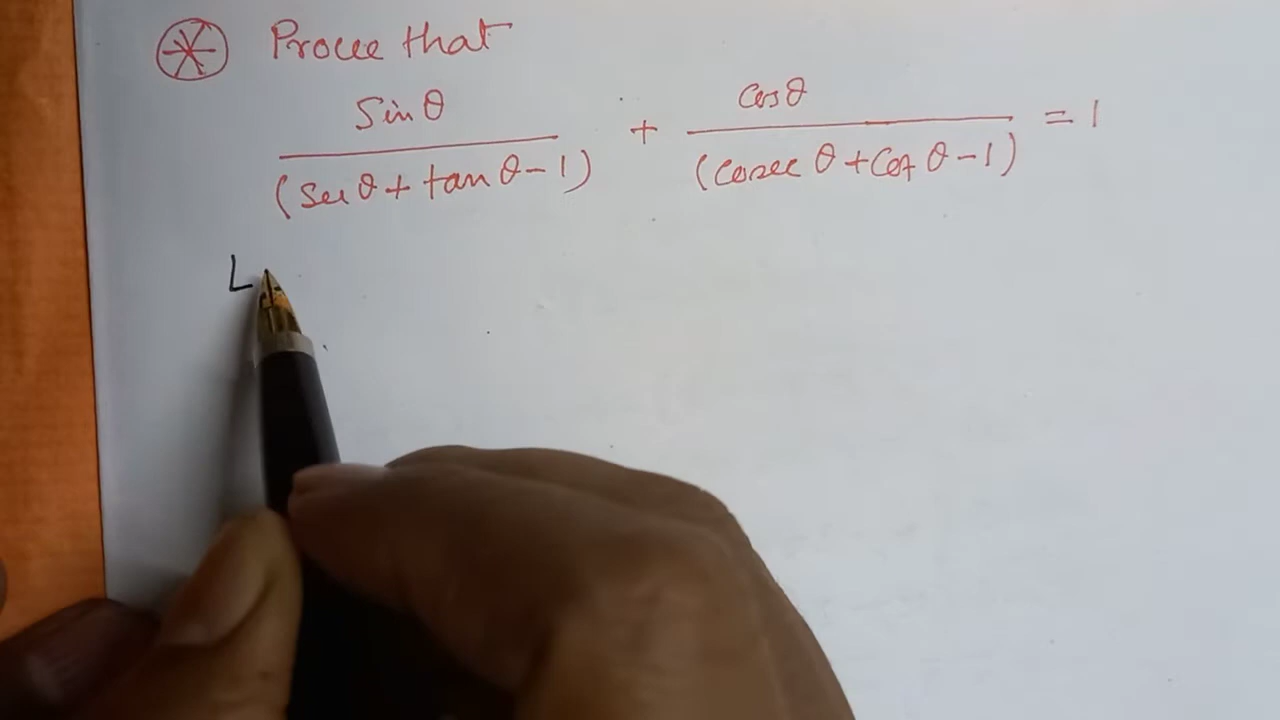 Prove that
sinθ / (secθ + tanθ - 1) + cosθ / (cosecθ + cotθ - 1) = 1
L